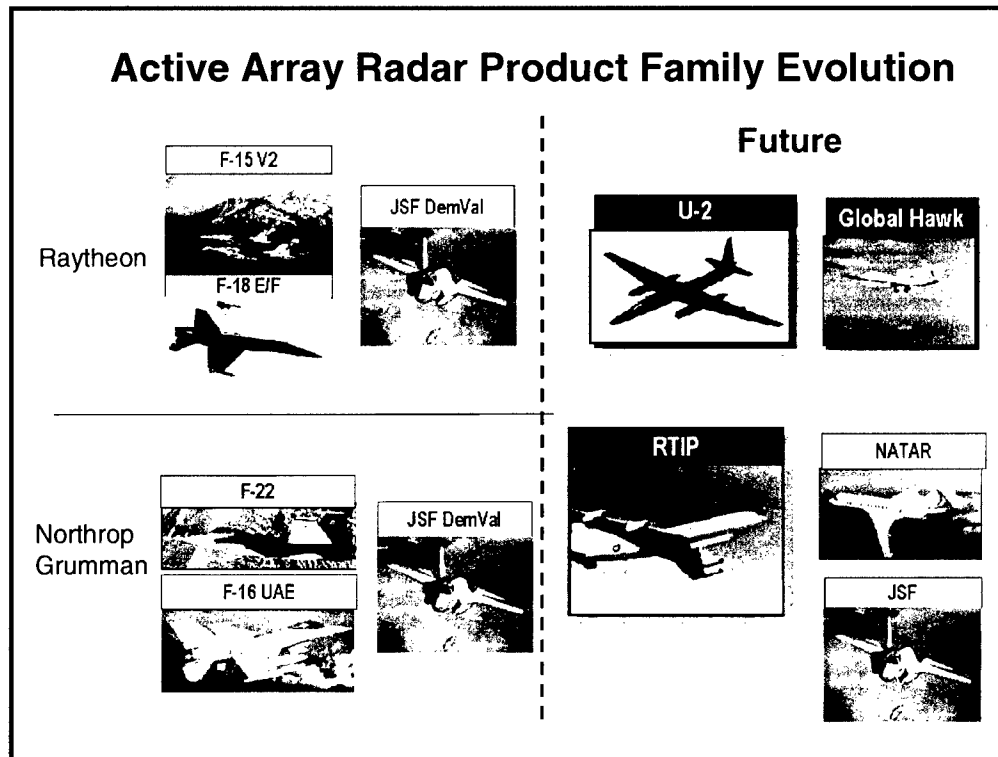 Active Array Radar Product Family Evolution
Future
Raytheon
F-15 V2
F-18 E/F
JSF DemVal
U-2
Global Hawk
Northrop
Grumman
F-22
F-16 UAE
JSF DemVal
RTIP
NATAR
JSF